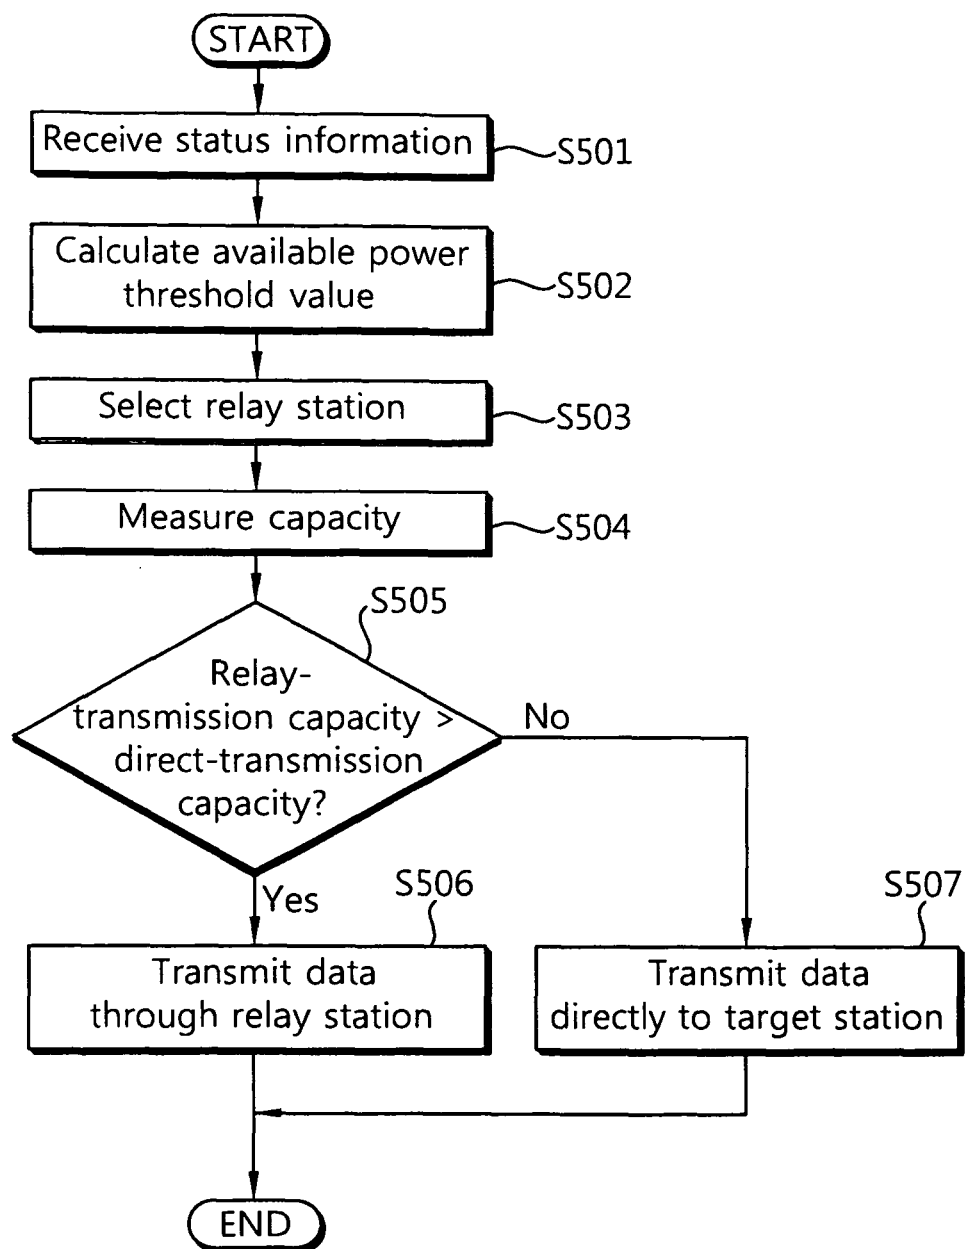 START
Receive status information
S501
Calculate available power
threshold value
S502
Select relay station
S503
Measure capacity
S504
S505
Relay-
transmission capacity >
direct-transmission
capacity?
No
Yes
S506
S507
Transmit data
through relay station
Transmit data
directly to target station
END